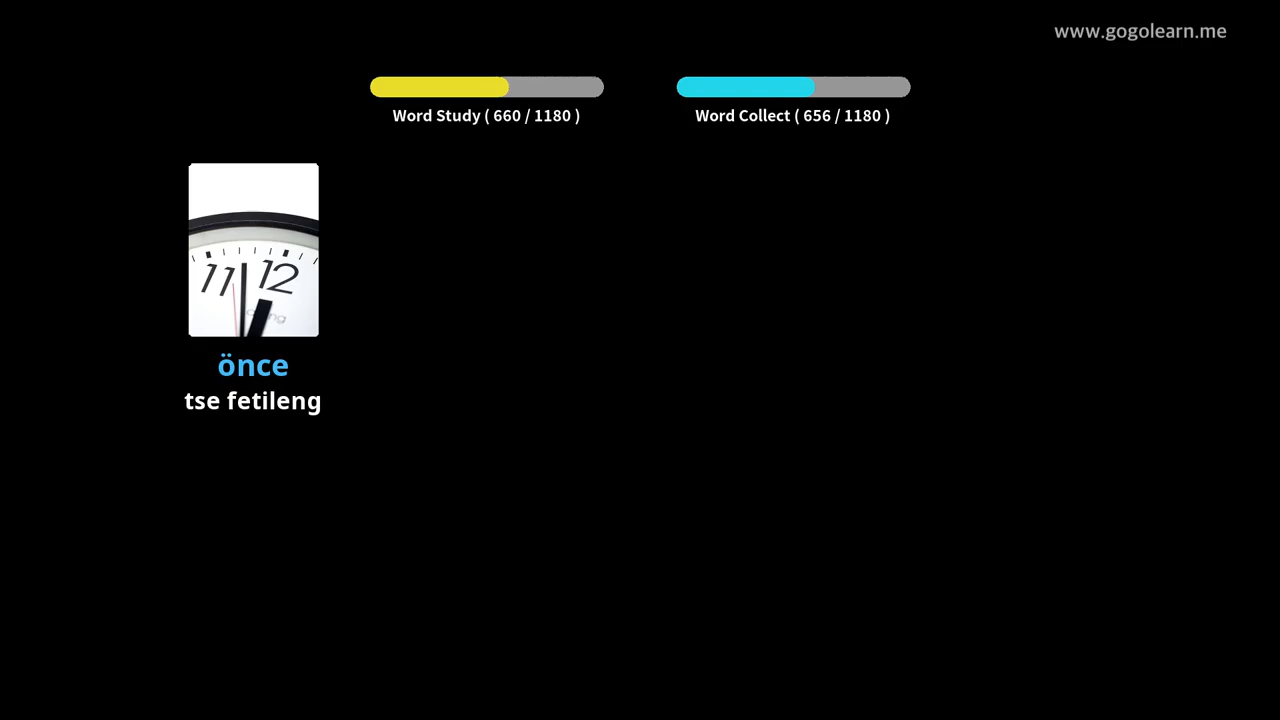 www.gogolearn.me
Word Study ( 660 / 1180 )
Word Collect ( 656 / 1180 )
11 12
önce
tse fetileng